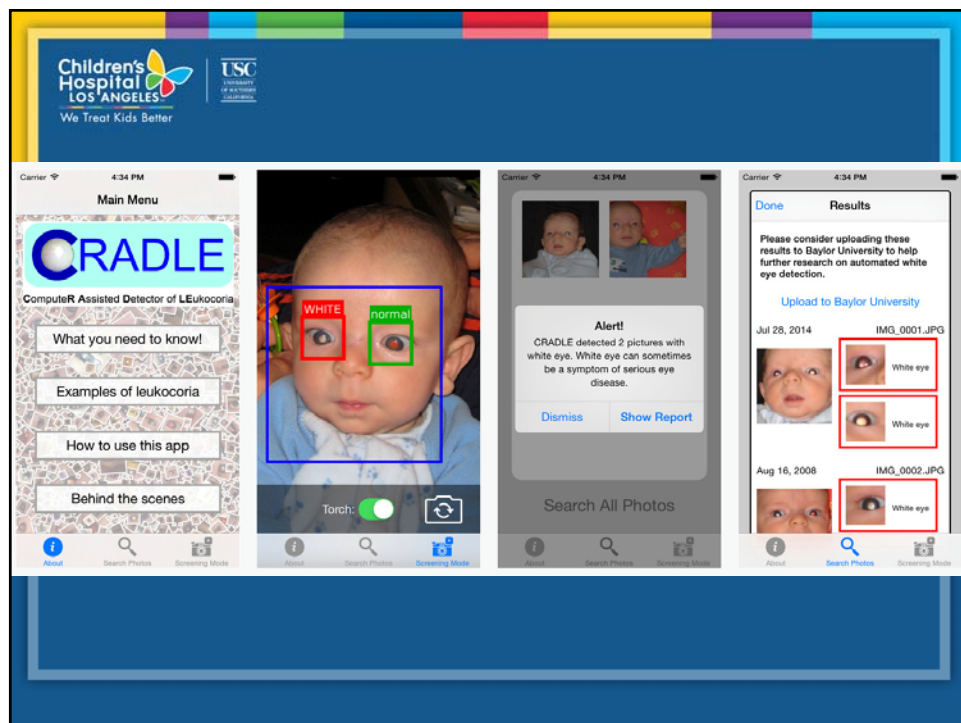 Children's
Hospital
LOS ANGELES
We Treat Kids Better
USC
UNIVERSITY
OF SOUTHERN
CALIFORNIA
Carrier 4:34 PM
Main Menu
CRADLE
ComputeR Assisted Detector of LEukocoria
What you need to know!
Examples of leukocoria
How to use this app
Behind the scenes
About Search Photos Screening Mode
WHITE normal
Torch:
About Search Photos Screening Mode
Carrier 4:34 PM
Alert!
CRADLE detected 2 pictures with
white eye. White eye can sometimes
be a symptom of serious eye
disease.
Dismiss Show Report
Search All Photos
About Search Photos Screening Mode
Carrier 4:34 PM
Done Results
Please consider uploading these
results to Baylor University to help
further research on automated white
eye detection.
Upload to Baylor University
Jul 28, 2014 IMG_0001.JPG
White eye
White eye
Aug 16, 2008 IMG_0002.JPG
White eye
About Search Photos Screening Mode